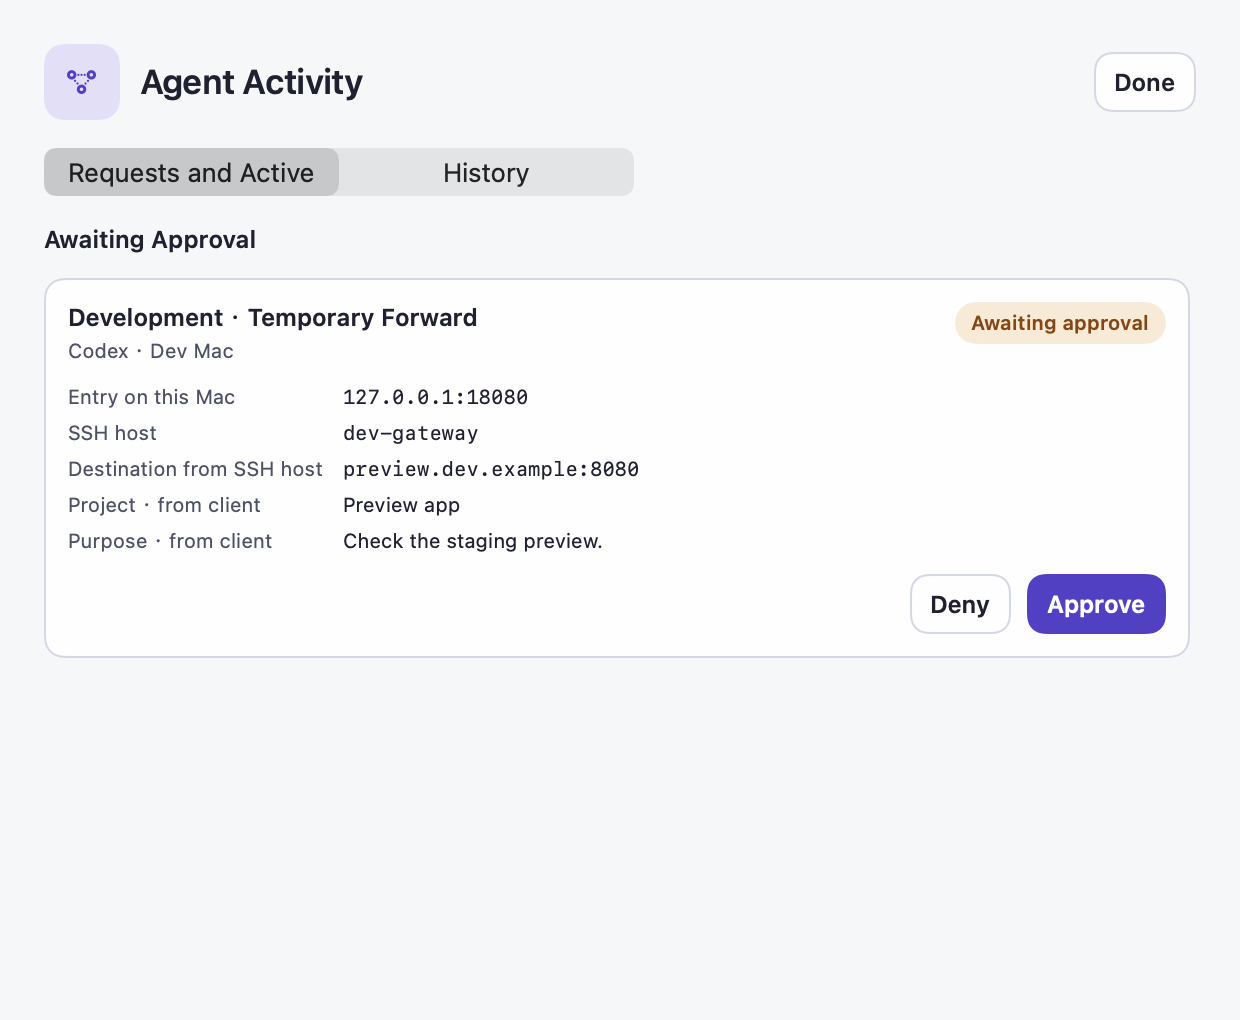 Agent Activity
Done
Requests and Active
History
Awaiting Approval
Development · Temporary Forward
Awaiting approval
Codex · Dev Mac
Entry on this Mac 127.0.0.1:18080
SSH host dev-gateway
Destination from SSH host preview.dev.example:8080
Project · from client Preview app
Purpose · from client Check the staging preview.
Deny
Approve